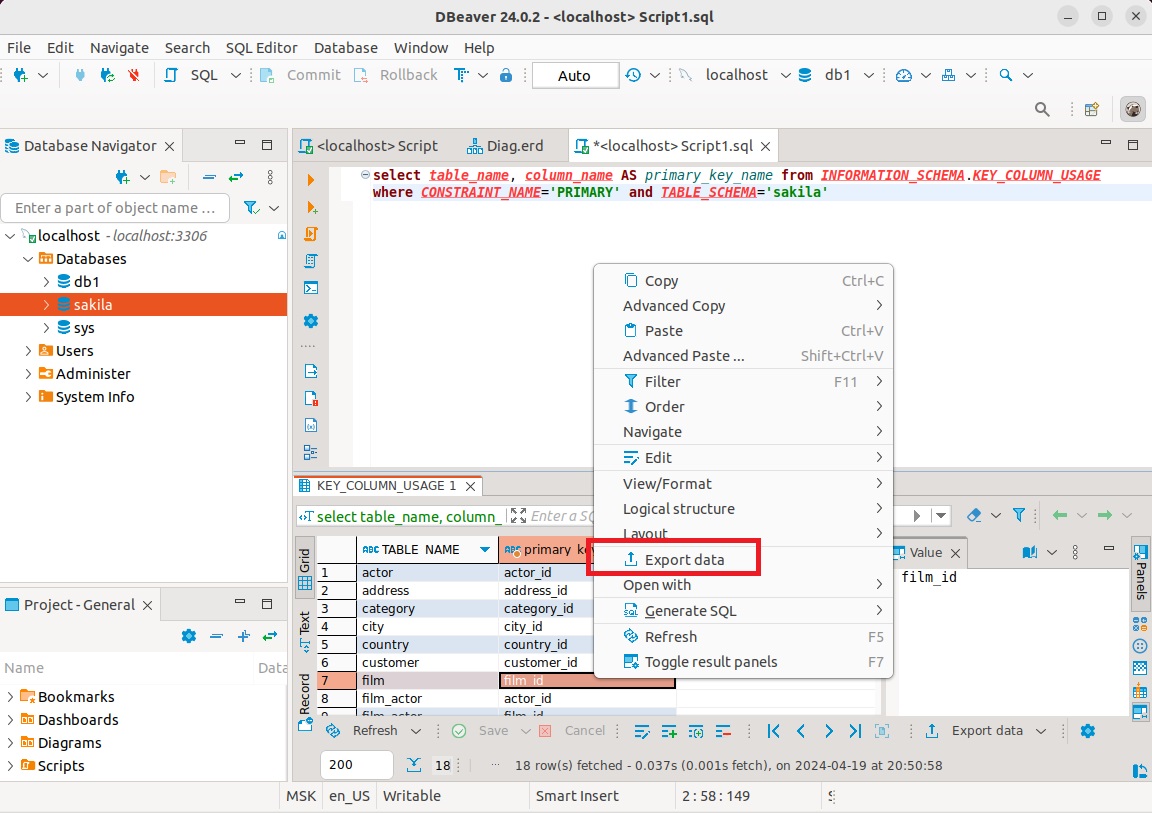 DBeaver 24.0.2 - <localhost> Script1.sql
File Edit Navigate Search SQL Editor Database Window Help
SQL Commit Rollback Auto localhost db1
Database Navigator
Enter a part of object name ...
localhost - localhost:3306
Databases
db1
sakila
sys
Users
Administer
System Info
Project - General
Name Data
Bookmarks
Dashboards
Diagrams
Scripts
<localhost> Script Diag.erd *<localhost> Script1.sql
select table_name, column_name AS primary_key_name from INFORMATION_SCHEMA.KEY_COLUMN_USAGE
where CONSTRAINT_NAME='PRIMARY' and TABLE_SCHEMA='sakila'
Copy Ctrl+C
Advanced Copy
Paste Ctrl+V
Advanced Paste ... Shift+Ctrl+V
Filter F11
Order
Navigate
Edit
View/Format
Logical structure
Layout
Export data
Open with
Generate SQL
Refresh F5
Toggle result panels F7
KEY_COLUMN_USAGE 1
select table_name, column_ Enter a SQ
Grid
Text
Record
ABC TABLE_NAME ABC primary_key
1 actor actor_id
2 address address_id
3 category category_id
4 city city_id
5 country country_id
6 customer customer_id
7 film film_id
8 film_actor actor_id
9 film_actor film_id
Value
film_id
Panels
Refresh Save Cancel Export data
200 18 18 row(s) fetched - 0.037s (0.001s fetch), on 2024-04-19 at 20:50:58
MSK en_US Writable Smart Insert 2 : 58 : 149